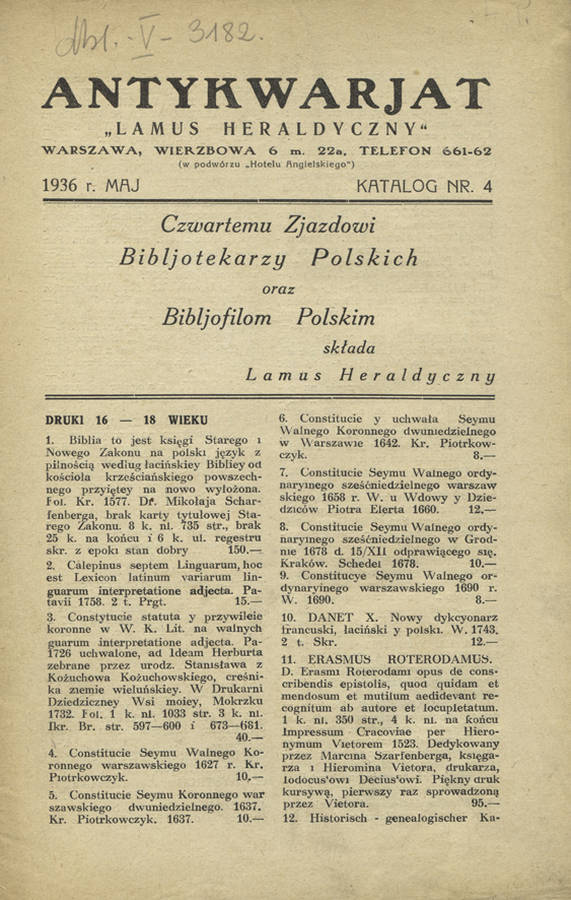 dbl. - V - 3182.
ANTYKWARJAT
„LAMUS HERALDYCZNY“
WARSZAWA, WIERZBOWA 6 m. 22a, TELEFON 661-62
(w podwórzu „Hotelu Angielskiego“)
1936 r. MAJ KATALOG NR. 4
Czwartemu Zjazdowi
Bibljotekarzy Polskich
oraz
Bibljofilom Polskim
składa
Lamus Heraldyczny
DRUKI 16 — 18 WIEKU
1. Biblia to jest księgi Starego i
Nowego Zakonu na polski język z
pilnością według łacińskiey Bibliey od
kościoła krześciańskiego powszech-
nego przyiętey na nowo wyłożona.
Fol. Kr. 1577. Dr. Mikołaja Schar-
fenberga, brak karty tytułowej Sta-
rego Zakonu. 8 k. nl. 735 str., brak
25 k. na końcu i 6 k. ul. regestru
skr. z epoki stan dobry 150.—
2. Calepinus septem Linguarum, hoc
est Lexicon latinum variarum lin-
guarum interpretatione adjecta. Pa-
tavii 1758. 2 t. Prgt. 15.—
3. Constytucie statuta y przywileie
koronne w W. K. Lit. na walnych
guarum interpretatione adjecta. Pa-
1726 uchwalone, ad Ideam Herburta
zebrane przez urodz. Stanisława z
Kożuchowa Kożuchowskiego, cześni-
ka ziemie wieluńskiey. W Drukarni
Dziedziczney Wsi moiey, Mokrzku
1732. Fol. 1 k. nl. 1033 str. 3 k. nl.
Ikr. Br. str. 597—600 i 673—681.
40.—
4. Constitucie Seymu Walnego Ko-
ronnego warszawskiego 1627 r. Kr.
Piotrkowczyk. 10,—
5. Constitucie Seymu Koronnego war
szawskiego dwuniedzielnego. 1637.
Kr. Piotrkowczyk. 1637. 10.—
6. Constitucie y uchwała Seymu
Walnego Koronnego dwuniedzielnego
w Warszawie 1642. Kr. Piotrkow-
czyk. 8.—
7. Constitucie Seymu Walnego ordy-
naryinego sześćniedzielnego warszaw
skiego 1658 r. W. u Wdowy y Dzie-
dziców Piotra Elerta 1660. 12.—
8. Constitucie Seymu Walnego ordy-
naryinego sześćniedzielnego w Grod-
nie 1678 d. 15/XII odprawiącego się.
Kraków. Schedel 1678. 10.—
9. Constitucye Seymu Walnego or-
dynaryinego warszawskiego 1690 r.
W. 1690. 8.—
10. DANET X. Nowy dykcyonarz
francuski, łaciński y polski. W. 1743.
2 t. Skr. 12.—
11. ERASMUS ROTERODAMUS.
D. Erasmi Roterodami opus de cons-
cribendis epistolis, quod quidam et
mendosum et mutilum aedidevant re-
cognitum ab autore et locupletatum.
1 k. nl. 350 str., 4 k. nl. na końcu
Impressum Cracoviae per Hiero-
nymum Vietorem 1523. Dedykowany
przez Marcina Szarfenberga, księga-
rza i Hieromina Vietora, drukarza,
Iodocus'owi Decius'owi. Piękny druk
kursywą, pierwszy raz sprowadzoną
przez Vietora. 95.—
12. Historisch - genealogischer Ka-